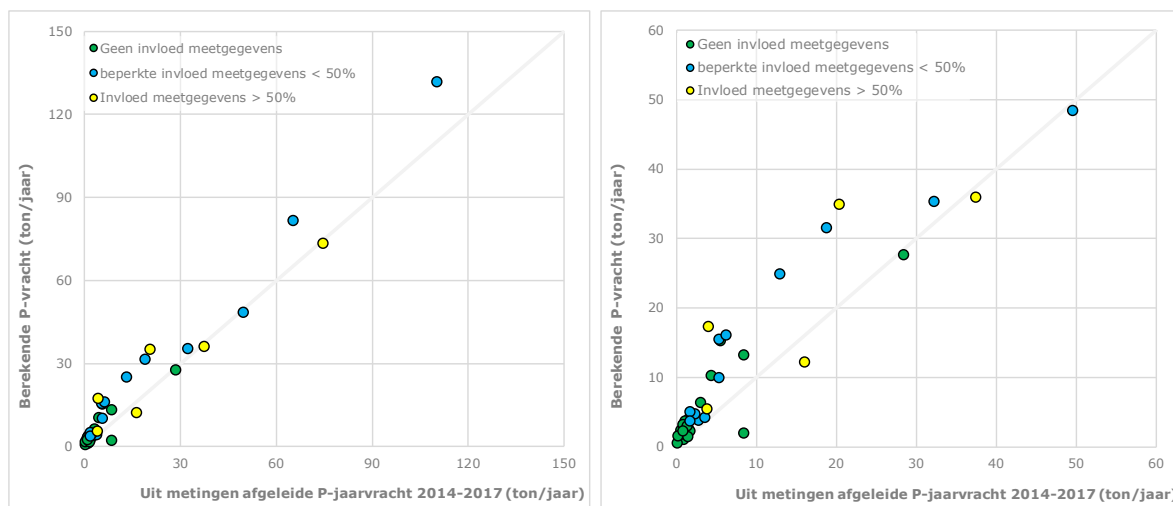 150
120
90
60
30
0
Geen invloed meetgegevens
beperkte invloed meetgegevens < 50%
Invloed meetgegevens > 50%
Berekende P-vracht (ton/jaar)
0 30 60 90 120 150
Uit metingen afgeleide P-jaarvracht 2014-2017 (ton/jaar)
60
50
40
30
20
10
0
Geen invloed meetgegevens
beperkte invloed meetgegevens < 50%
Invloed meetgegevens > 50%
Berekende P-vracht (ton/jaar)
0 10 20 30 40 50 60
Uit metingen afgeleide P-jaarvracht 2014-2017 (ton/jaar)